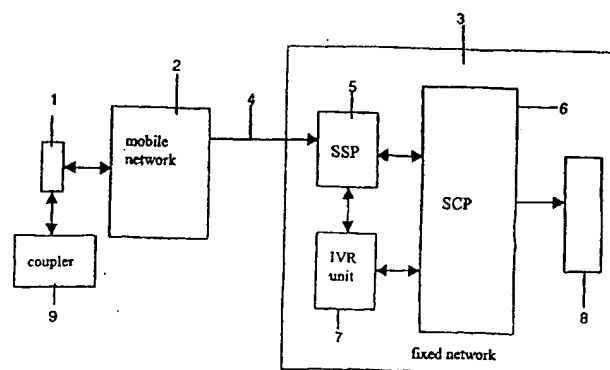 3
1
2
4
5
6
mobile
network
SSP
SCP
coupler
IVR
unit
9
7
8
fixed network